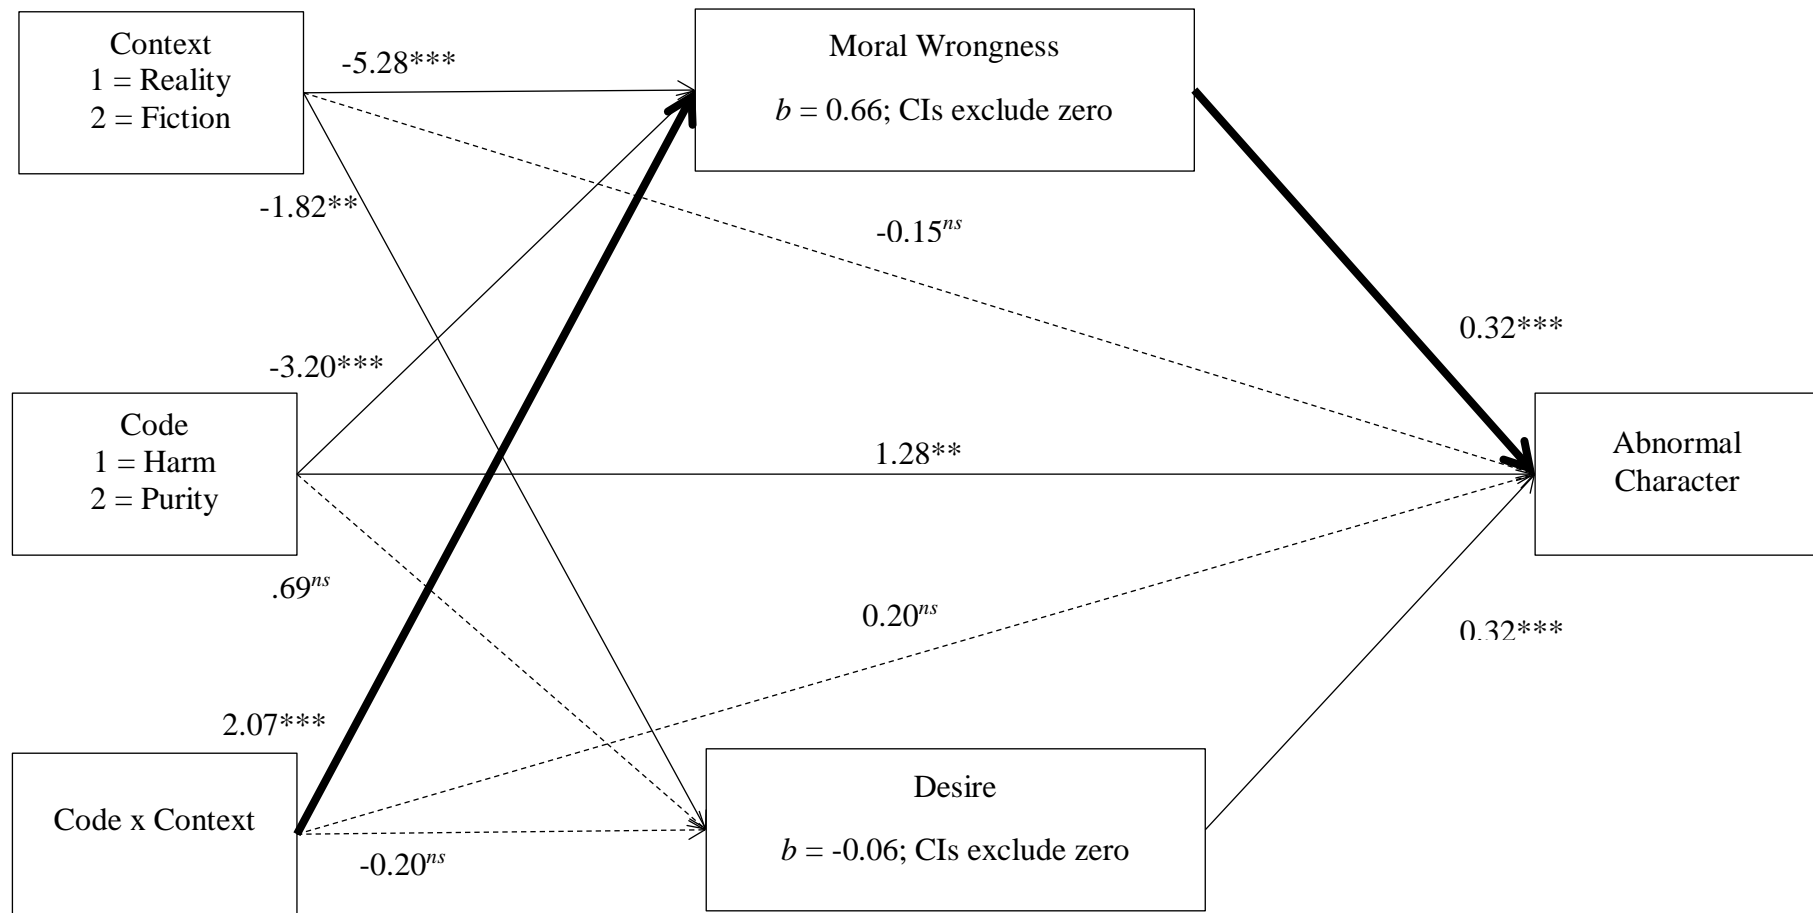 Context
1 = Reality
2 = Fiction
-5.28***
Moral Wrongness
b = 0.66; CIs exclude zero
-1.82**
-0.15ns
0.32***
-3.20***
Code
1 = Harm
2 = Purity
1.28**
Abnormal
Character
.69ns
0.20ns
0.32***
2.07***
Code x Context
-0.20ns
Desire
b = -0.06; CIs exclude zero